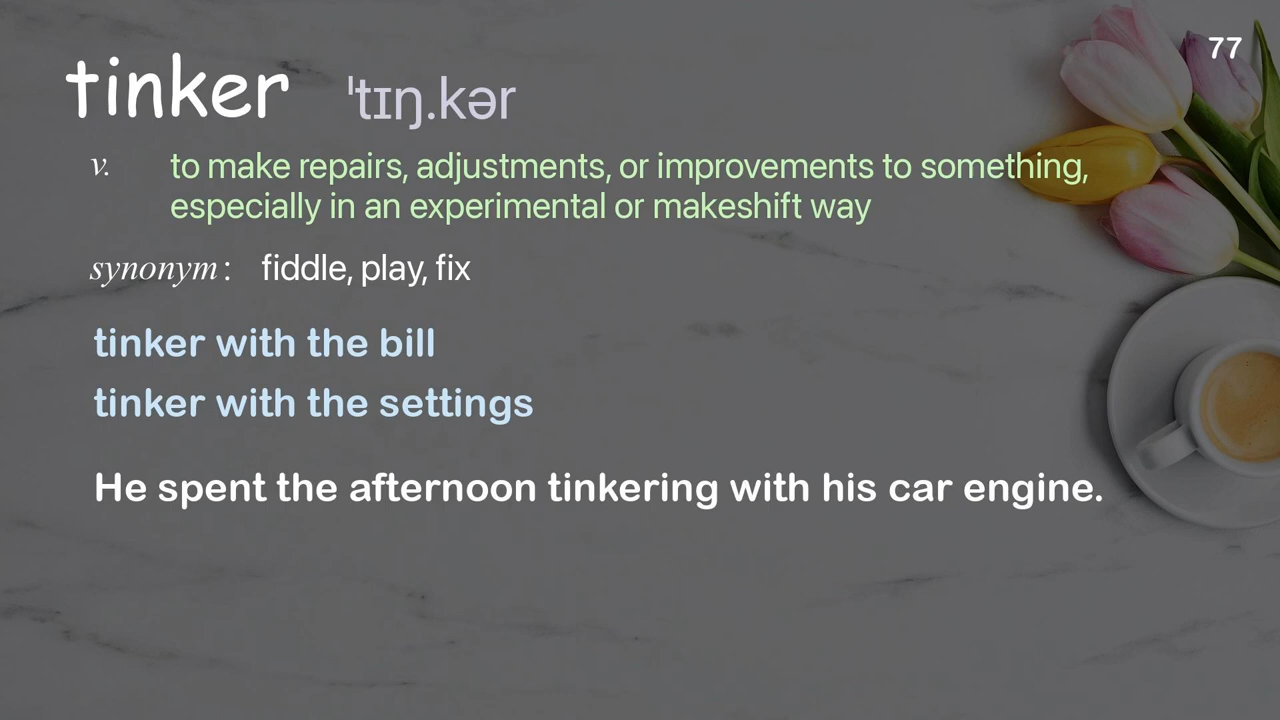 77
tinker ˈtɪŋ.kər
v. to make repairs, adjustments, or improvements to something,
especially in an experimental or makeshift way
synonym: fiddle, play, fix
tinker with the bill
tinker with the settings
He spent the afternoon tinkering with his car engine.